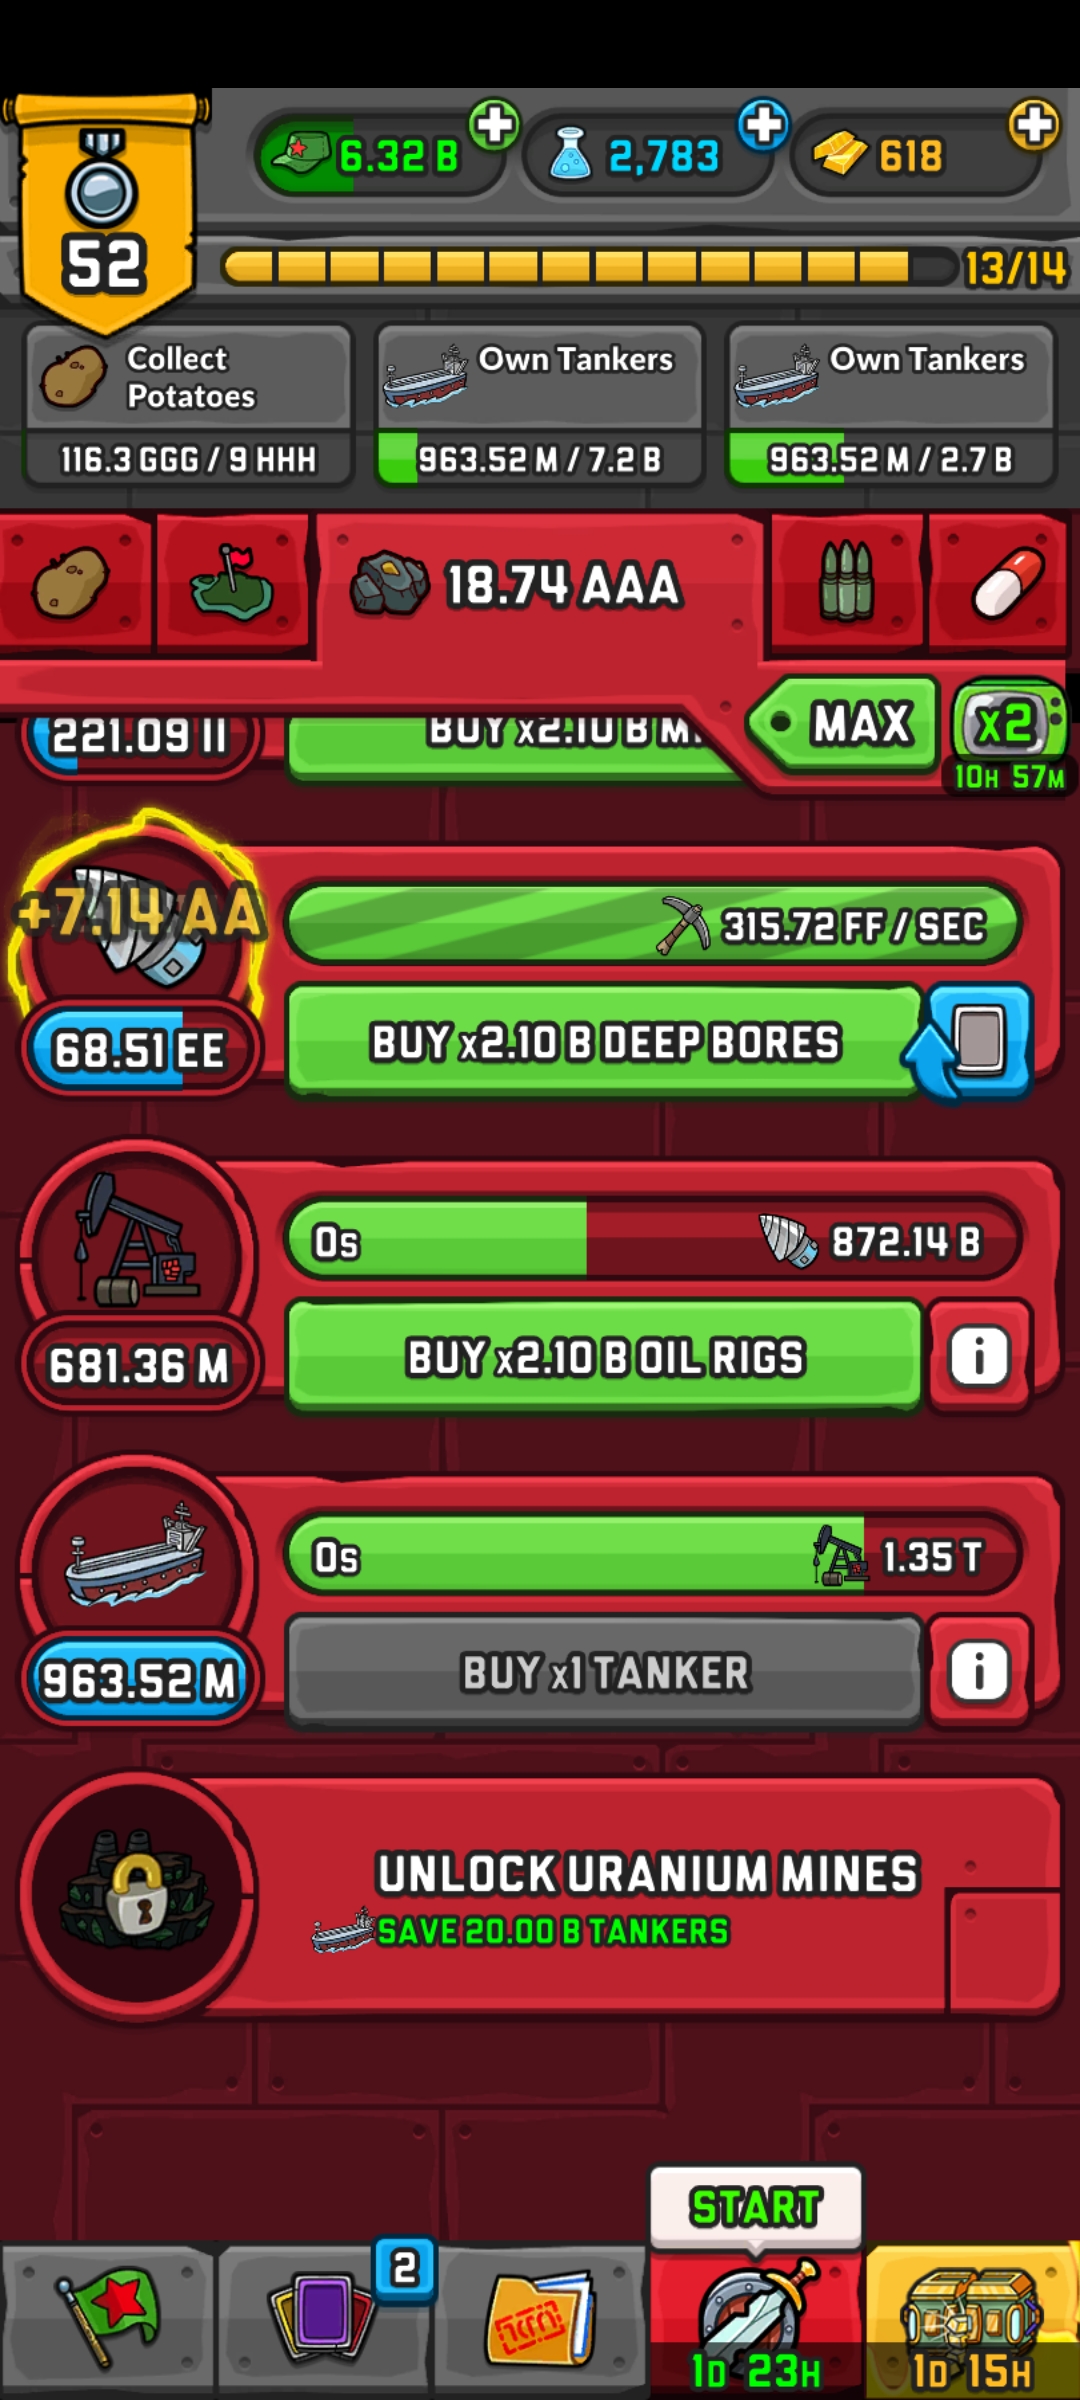 6.32 B
2,783
618
52
13/14
Collect
Potatoes
116.3 GGG / 9 HHH
Own Tankers
963.52 M / 7.2 B
Own Tankers
963.52 M / 2.7 B
18.74 AAA
MAX
x2
10H 57M
221.09 II
BUY x2.10 B M
+7.14 AA
315.72 FF / SEC
68.51 EE
BUY x2.10 B DEEP BORES
0s
872.14 B
681.36 M
BUY x2.10 B OIL RIGS
i
0s
1.35 T
963.52 M
BUY x1 TANKER
i
UNLOCK URANIUM MINES
SAVE 20.00 B TANKERS
START
2
1D 23H
1D 15H